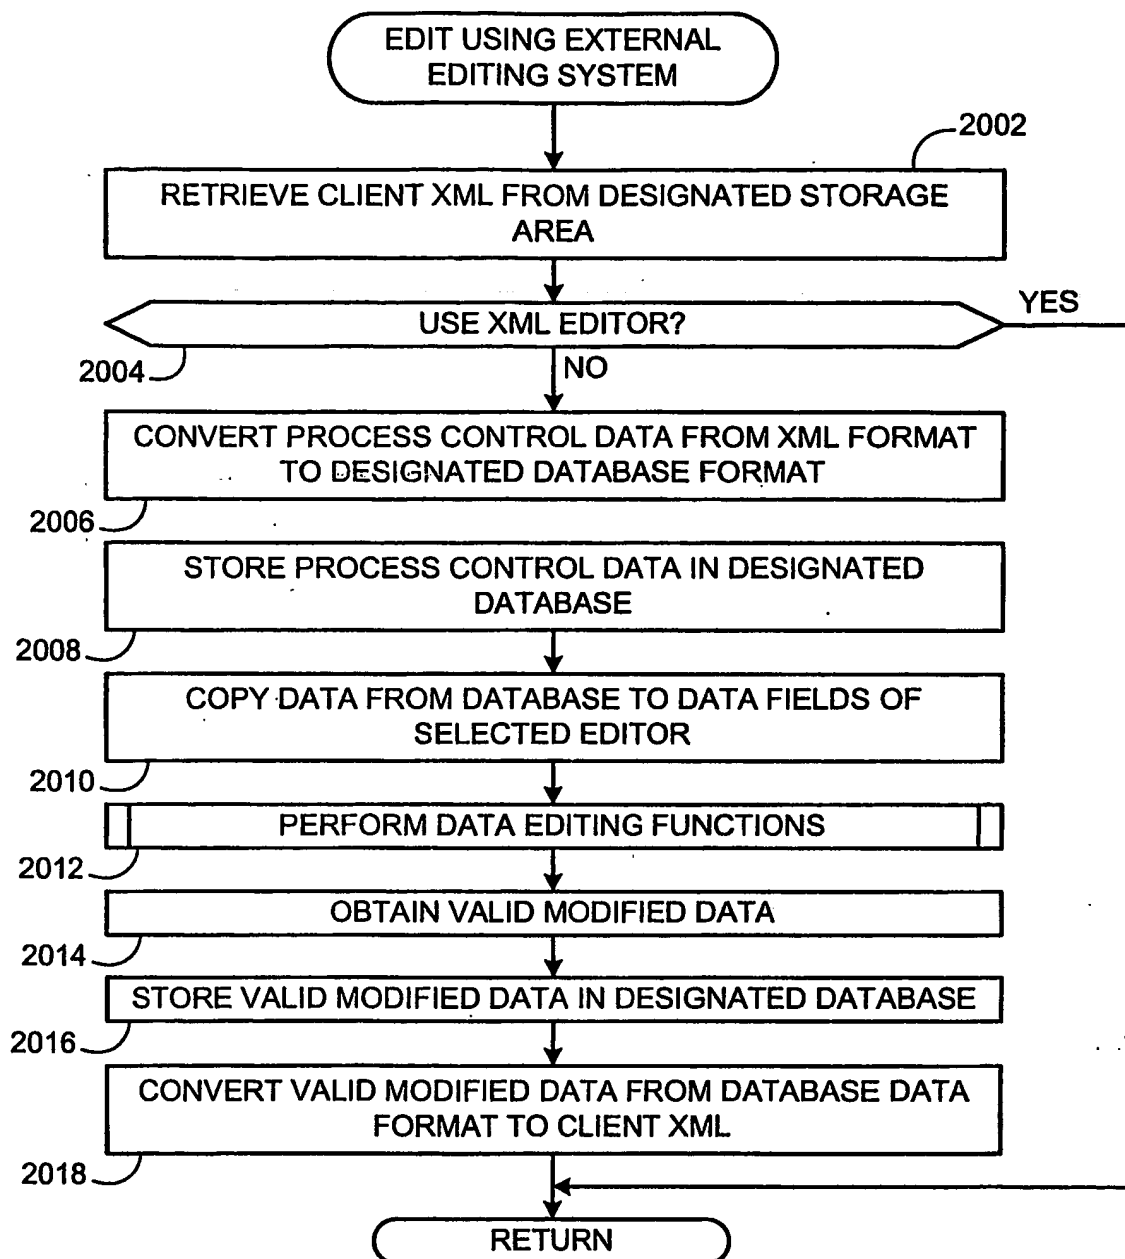 EDIT USING EXTERNAL
EDITING SYSTEM
2002
RETRIEVE CLIENT XML FROM DESIGNATED STORAGE
AREA
YES
USE XML EDITOR?
2004
NO
CONVERT PROCESS CONTROL DATA FROM XML FORMAT
TO DESIGNATED DATABASE FORMAT
2006
STORE PROCESS CONTROL DATA IN DESIGNATED
DATABASE
2008
COPY DATA FROM DATABASE TO DATA FIELDS OF
SELECTED EDITOR
2010
PERFORM DATA EDITING FUNCTIONS
2012
OBTAIN VALID MODIFIED DATA
2014
STORE VALID MODIFIED DATA IN DESIGNATED DATABASE
2016
CONVERT VALID MODIFIED DATA FROM DATABASE DATA
FORMAT TO CLIENT XML
2018
RETURN